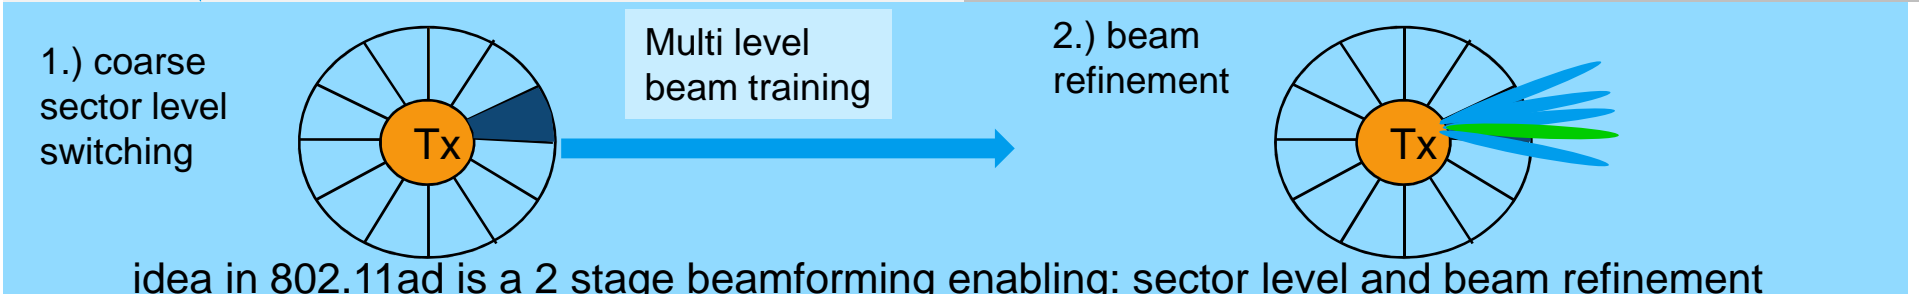 1.) coarse
sector level
switching
Tx
Multi level
beam training
2.) beam
refinement
Tx
idea in 802.11ad is a 2 stage beamforming enabling: sector level and beam refinement